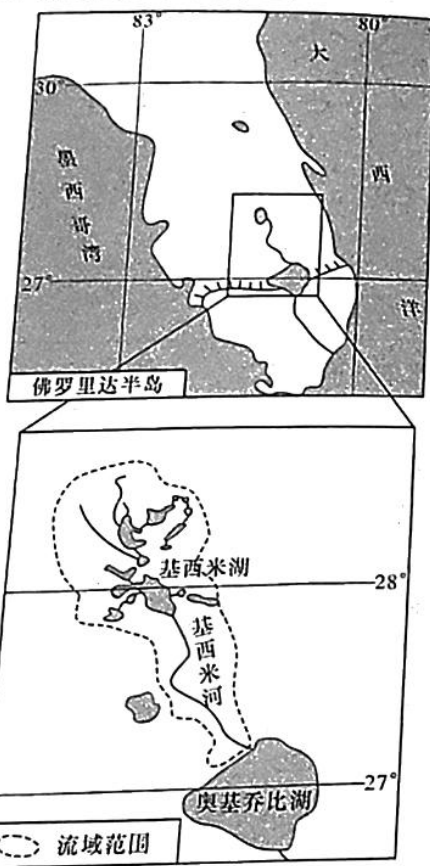 83°
80°
30°
大
西
洋
墨
西
哥
湾
27°
佛罗里达半岛
基西米湖
28°
基
西
米
河
27°
奥基乔比湖
流域范围